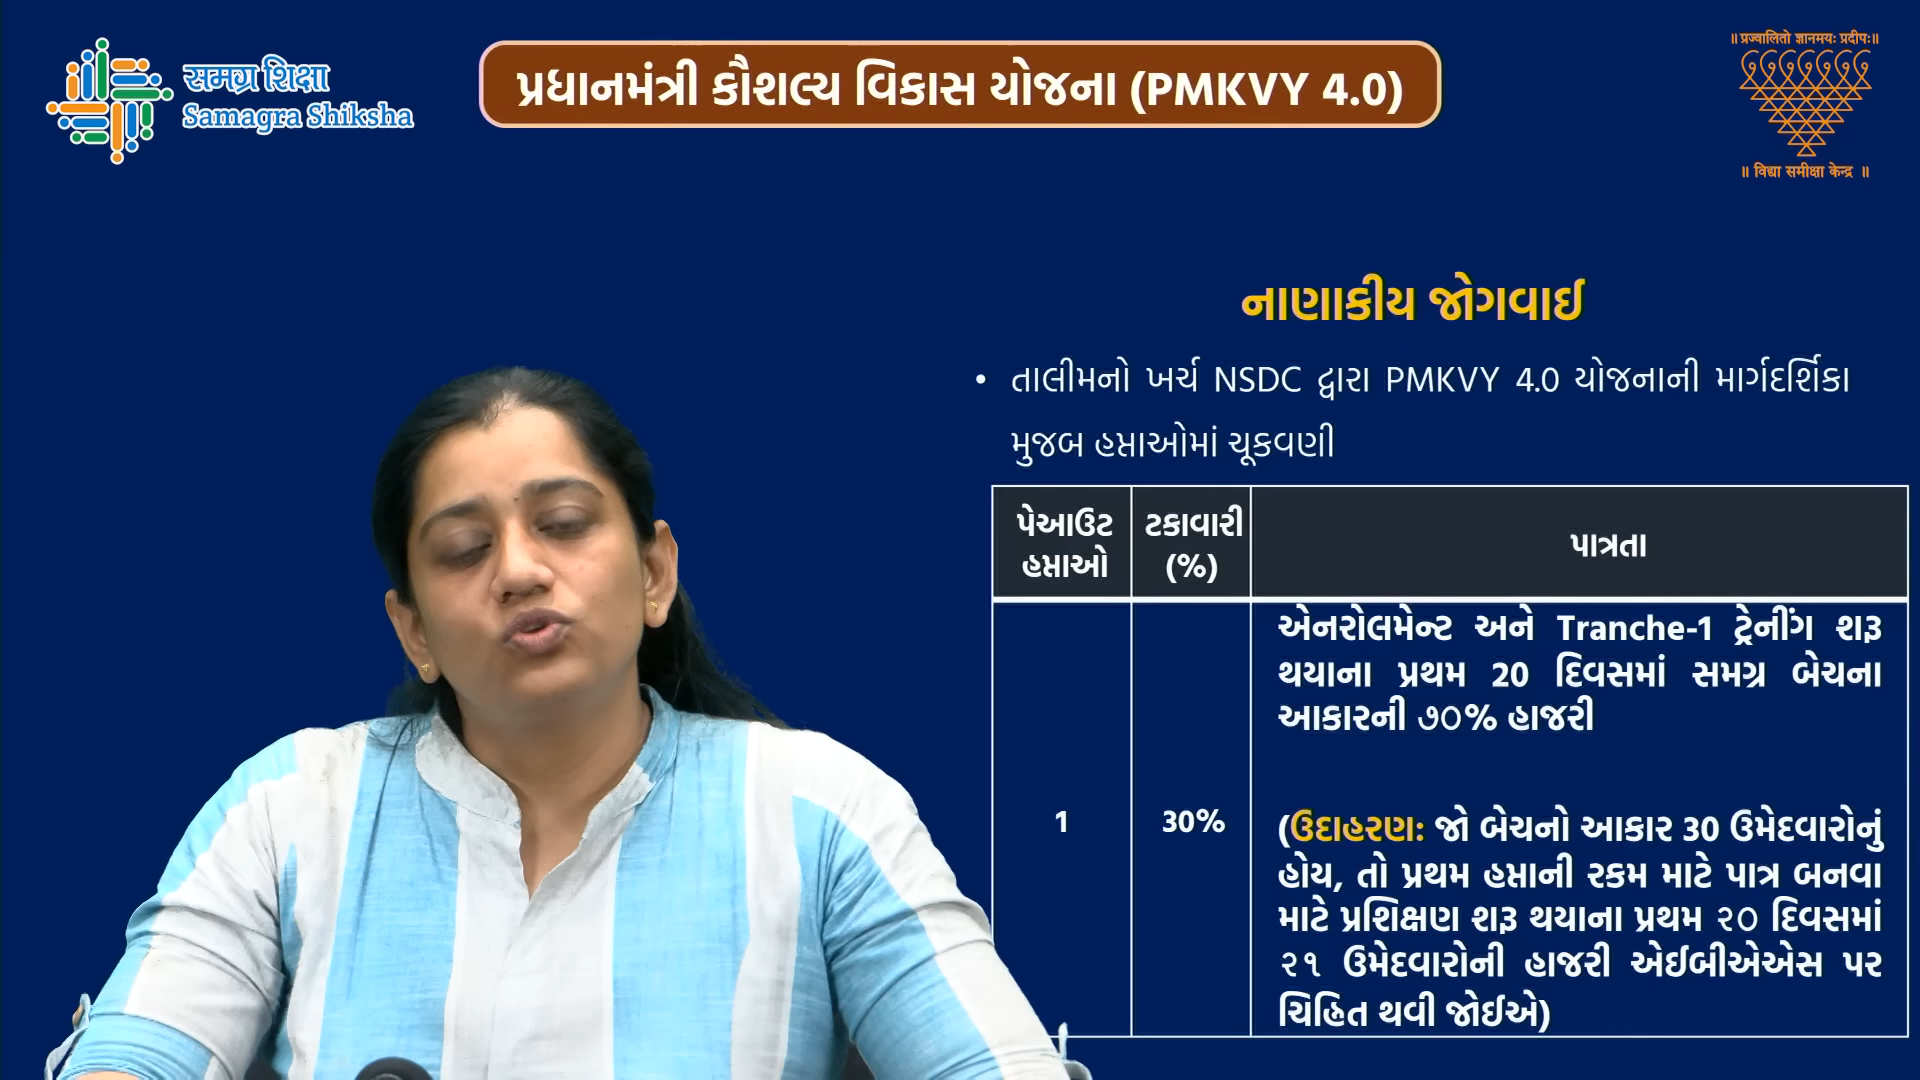 समग्र शिक्षा
Samagra Shiksha
પ્રધાનમંત્રી કૌશલ્ય વિકાસ યોજના (PMKVY 4.0)
॥ प्रज्वालितो ज्ञानमयः प्रदीपः॥
॥ विद्या समीक्षा केन्द्र ॥
નાણાકીય જોગવાઈ
• તાલીમનો ખર્ચ NSDC દ્વારા PMKVY 4.0 યોજનાની માર્ગદર્શિકા
મુજબ હપ્તાઓમાં ચૂકવણી
પેઆઉટ હપ્તાઓ
ટકાવારી (%)
પાત્રતા
1
30%
એનરોલમેન્ટ અને Tranche-1 ટ્રેનીંગ શરૂ
થયાના પ્રથમ 20 દિવસમાં સમગ્ર બેચના
આકારની ૭૦% હાજરી
(ઉદાહરણ: જો બેચનો આકાર 30 ઉમેદવારોનું
હોય, તો પ્રથમ હપ્તાની રકમ માટે પાત્ર બનવા
માટે પ્રશિક્ષણ શરૂ થયાના પ્રથમ ૨૦ દિવસમાં
૨૧ ઉમેદવારોની હાજરી એઈબીએએસ પર
ચિહ્નિત થવી જોઈએ)